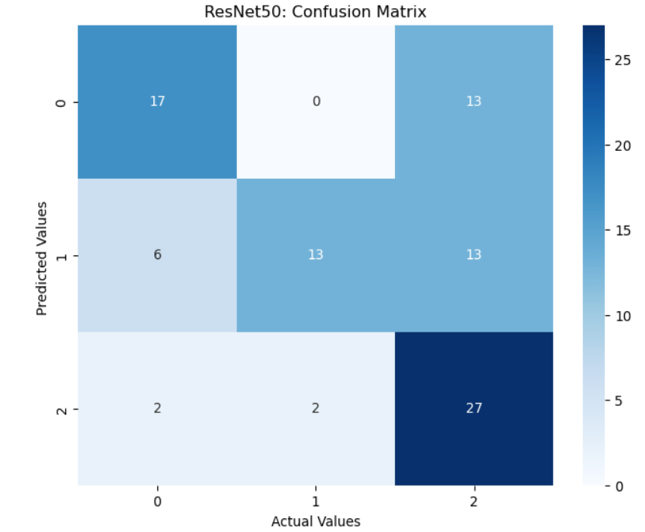 ResNet50: Confusion Matrix
0 17 0 13
1 6 13 13
2 2 2 27
0 1 2
Actual Values
Predicted Values
25
20
15
10
5
0